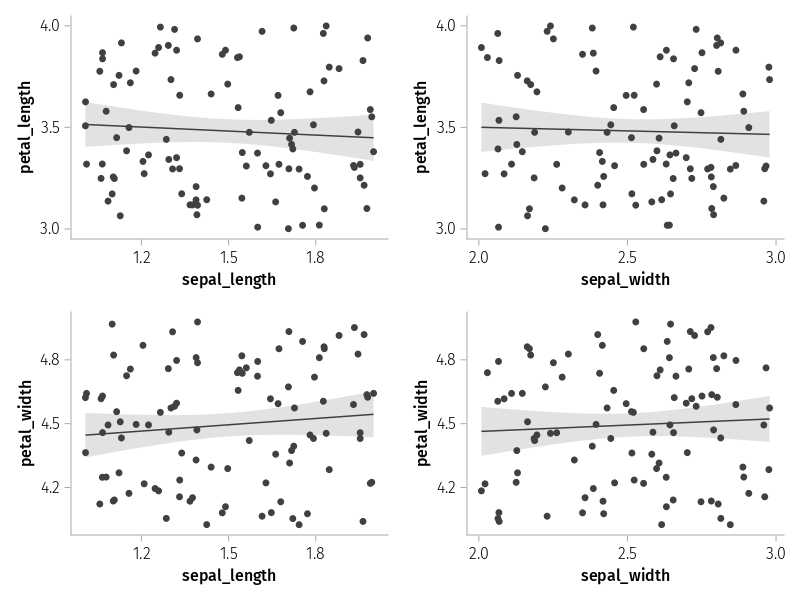 4.0
3.5
3.0
petal_length
1.2 1.5 1.8
sepal_length
4.0
3.5
3.0
petal_length
2.0 2.5 3.0
sepal_width
4.8
4.5
4.2
petal_width
1.2 1.5 1.8
sepal_length
4.8
4.5
4.2
petal_width
2.0 2.5 3.0
sepal_width